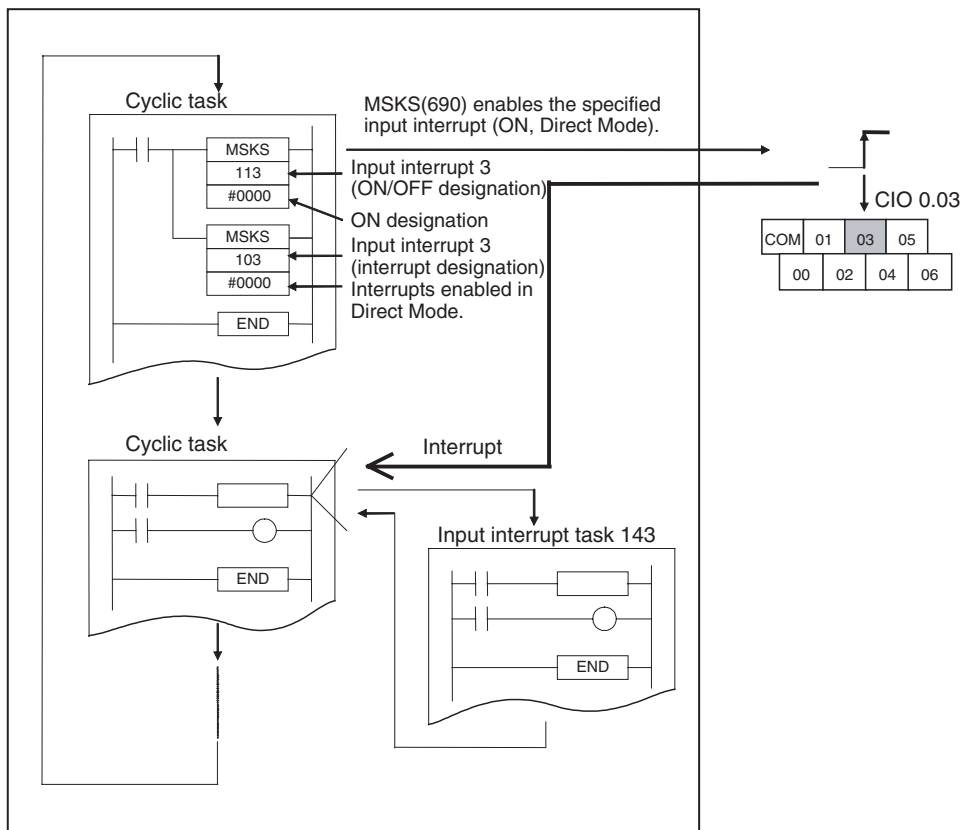 Cyclic task
MSKS
113
#0000
MSKS
103
#0000
END
MSKS(690) enables the specified
input interrupt (ON, Direct Mode).
Input interrupt 3
(ON/OFF designation)
ON designation
Input interrupt 3
(interrupt designation)
Interrupts enabled in
Direct Mode.
CIO 0.03
COM 01 03 05
00 02 04 06
Cyclic task
END
Interrupt
Input interrupt task 143
END